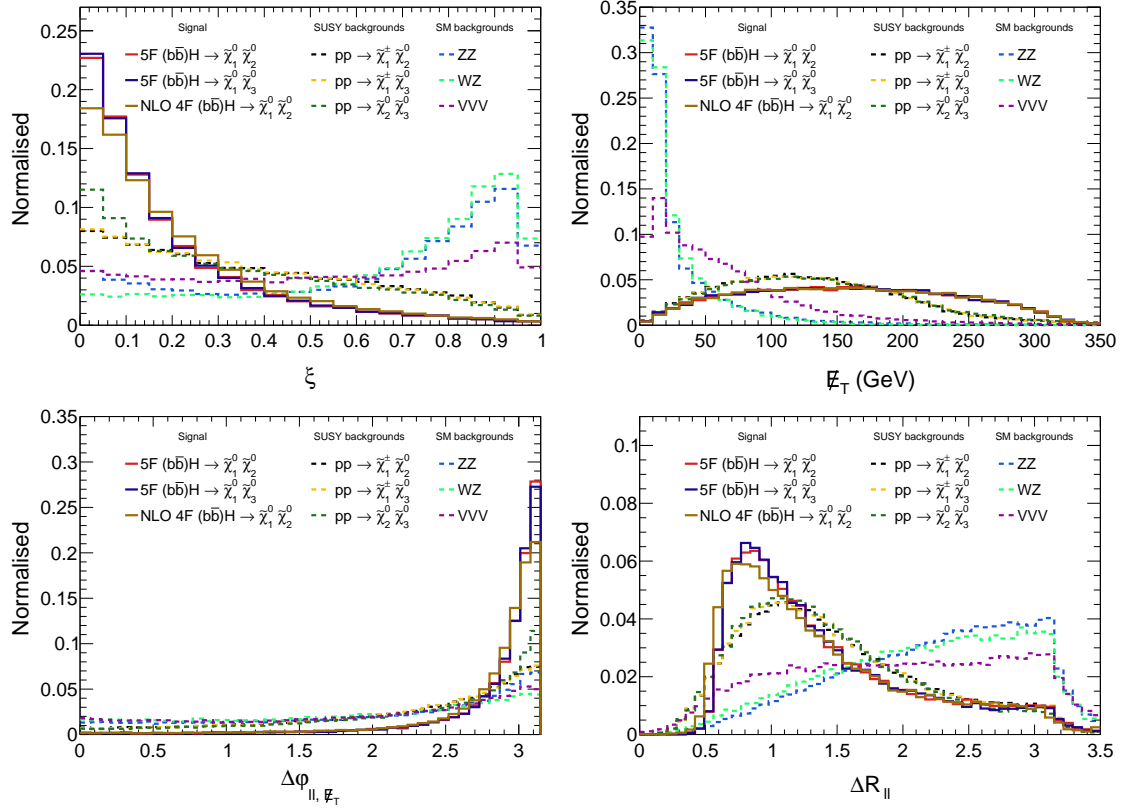 Normalised
0.25
0.2
0.15
0.1
0.05
0
Signal SUSY backgrounds SM backgrounds
5F (bb̄)H → χ̃₁⁰ χ̃₂⁰ pp → χ̃₁± χ̃₂⁰ ZZ
5F (bb̄)H → χ̃₁⁰ χ̃₃⁰ pp → χ̃₁± χ̃₃⁰ WZ
NLO 4F (bb̄)H → χ̃₁⁰ χ̃₂⁰ pp → χ̃₂⁰ χ̃₃⁰ VVV
0 0.1 0.2 0.3 0.4 0.5 0.6 0.7 0.8 0.9 1
ξ
Normalised
0.35
0.3
0.25
0.2
0.15
0.1
0.05
0
Signal SUSY backgrounds SM backgrounds
5F (bb̄)H → χ̃₁⁰ χ̃₂⁰ pp → χ̃₁± χ̃₂⁰ ZZ
5F (bb̄)H → χ̃₁⁰ χ̃₃⁰ pp → χ̃₁± χ̃₃⁰ WZ
NLO 4F (bb̄)H → χ̃₁⁰ χ̃₂⁰ pp → χ̃₂⁰ χ̃₃⁰ VVV
0 50 100 150 200 250 300 350
E̸_T (GeV)
Normalised
0.35
0.3
0.25
0.2
0.15
0.1
0.05
0
Signal SUSY backgrounds SM backgrounds
5F (bb̄)H → χ̃₁⁰ χ̃₂⁰ pp → χ̃₁± χ̃₂⁰ ZZ
5F (bb̄)H → χ̃₁⁰ χ̃₃⁰ pp → χ̃₁± χ̃₃⁰ WZ
NLO 4F (bb̄)H → χ̃₁⁰ χ̃₂⁰ pp → χ̃₂⁰ χ̃₃⁰ VVV
0 0.5 1 1.5 2 2.5 3
Δφ_ll, E̸_T
Normalised
0.1
0.08
0.06
0.04
0.02
0
Signal SUSY backgrounds SM backgrounds
5F (bb̄)H → χ̃₁⁰ χ̃₂⁰ pp → χ̃₁± χ̃₂⁰ ZZ
5F (bb̄)H → χ̃₁⁰ χ̃₃⁰ pp → χ̃₁± χ̃₃⁰ WZ
NLO 4F (bb̄)H → χ̃₁⁰ χ̃₂⁰ pp → χ̃₂⁰ χ̃₃⁰ VVV
0 0.5 1 1.5 2 2.5 3 3.5
ΔR_ll